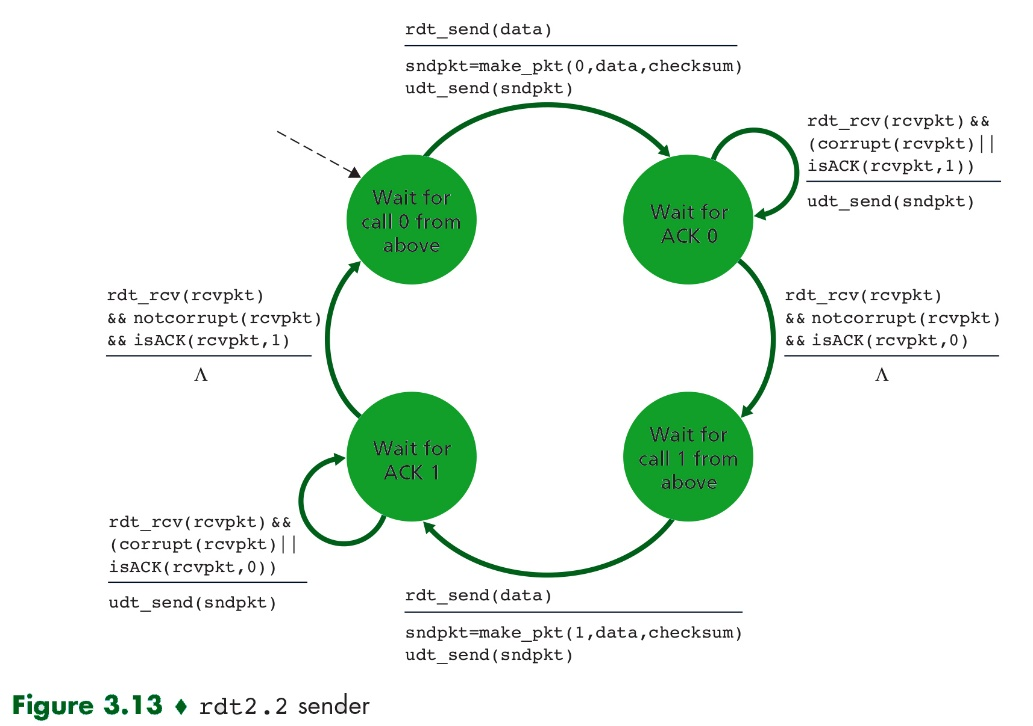 rdt_send(data)
sndpkt=make_pkt(0,data,checksum)
udt_send(sndpkt)
rdt_rcv(rcvpkt) &&
(corrupt(rcvpkt)||
isACK(rcvpkt,1))
udt_send(sndpkt)
Wait for
call 0 from
above
Wait for
ACK 0
rdt_rcv(rcvpkt)
&& notcorrupt(rcvpkt)
&& isACK(rcvpkt,1)
Λ
rdt_rcv(rcvpkt)
&& notcorrupt(rcvpkt)
&& isACK(rcvpkt,0)
Λ
Wait for
ACK 1
Wait for
call 1 from
above
rdt_rcv(rcvpkt) &&
(corrupt(rcvpkt)||
isACK(rcvpkt,0))
udt_send(sndpkt)
rdt_send(data)
sndpkt=make_pkt(1,data,checksum)
udt_send(sndpkt)
Figure 3.13 ♦ rdt2.2 sender